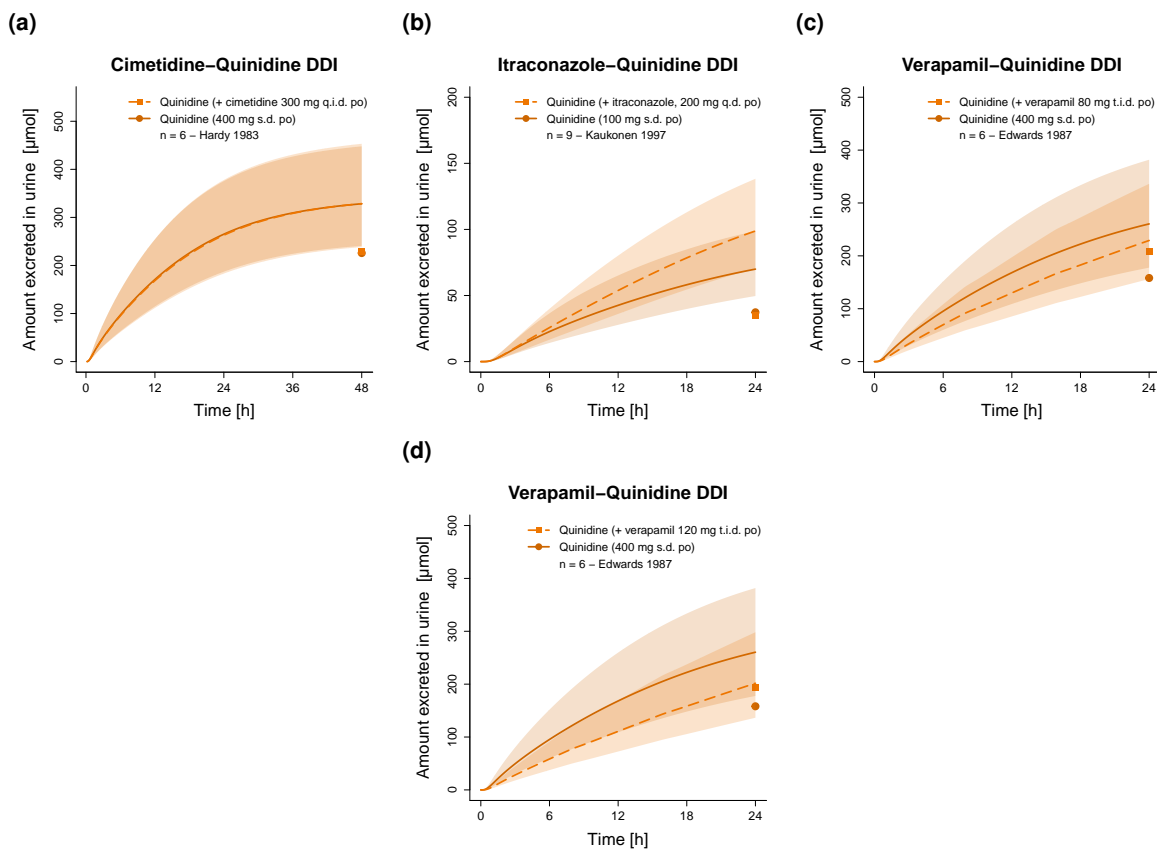 (a)
Cimetidine−Quinidine DDI
Quinidine (+ cimetidine 300 mg q.i.d. po)
Quinidine (400 mg s.d. po)
n = 6 − Hardy 1983
Amount excreted in urine [µmol]
0
100
200
300
400
500
0
12
24
36
48
Time [h]
(b)
Itraconazole−Quinidine DDI
Quinidine (+ itraconazole, 200 mg q.d. po)
Quinidine (100 mg s.d. po)
n = 9 − Kaukonen 1997
Amount excreted in urine [µmol]
0
50
100
150
200
0
6
12
18
24
Time [h]
(c)
Verapamil−Quinidine DDI
Quinidine (+ verapamil 80 mg t.i.d. po)
Quinidine (400 mg s.d. po)
n = 6 − Edwards 1987
Amount excreted in urine [µmol]
0
100
200
300
400
500
0
6
12
18
24
Time [h]
(d)
Verapamil−Quinidine DDI
Quinidine (+ verapamil 120 mg t.i.d. po)
Quinidine (400 mg s.d. po)
n = 6 − Edwards 1987
Amount excreted in urine [µmol]
0
100
200
300
400
500
0
6
12
18
24
Time [h]